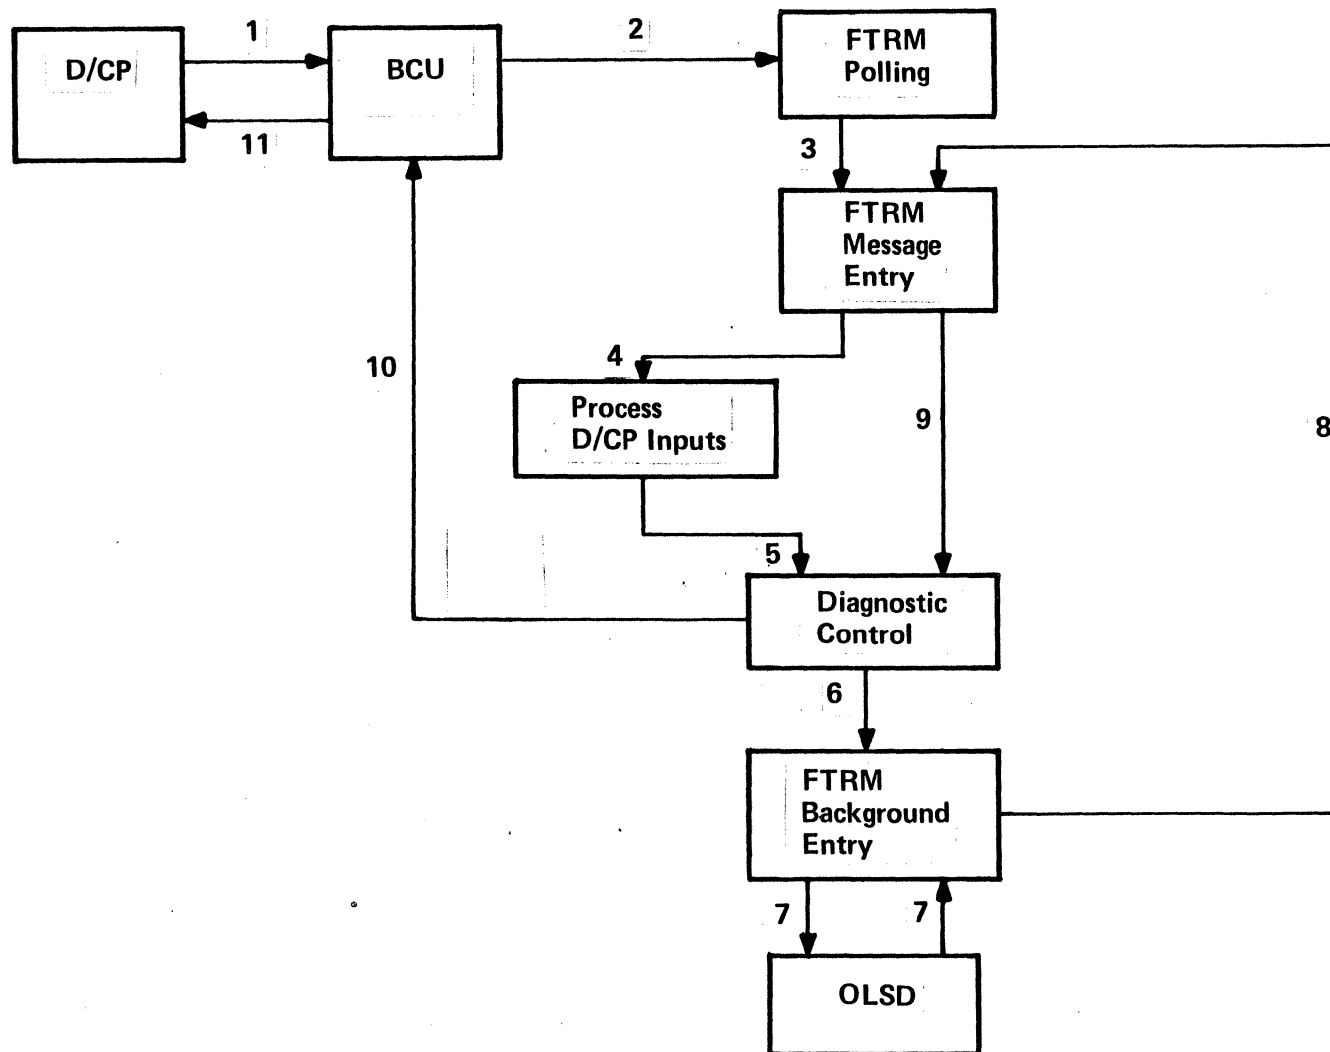 1
2
D/CP
BCU
FTRM
Polling
11
3
FTRM
Message
Entry
4
10
Process
D/CP Inputs
9
8
5
Diagnostic
Control
6
FTRM
Background
Entry
7
7
OLSD